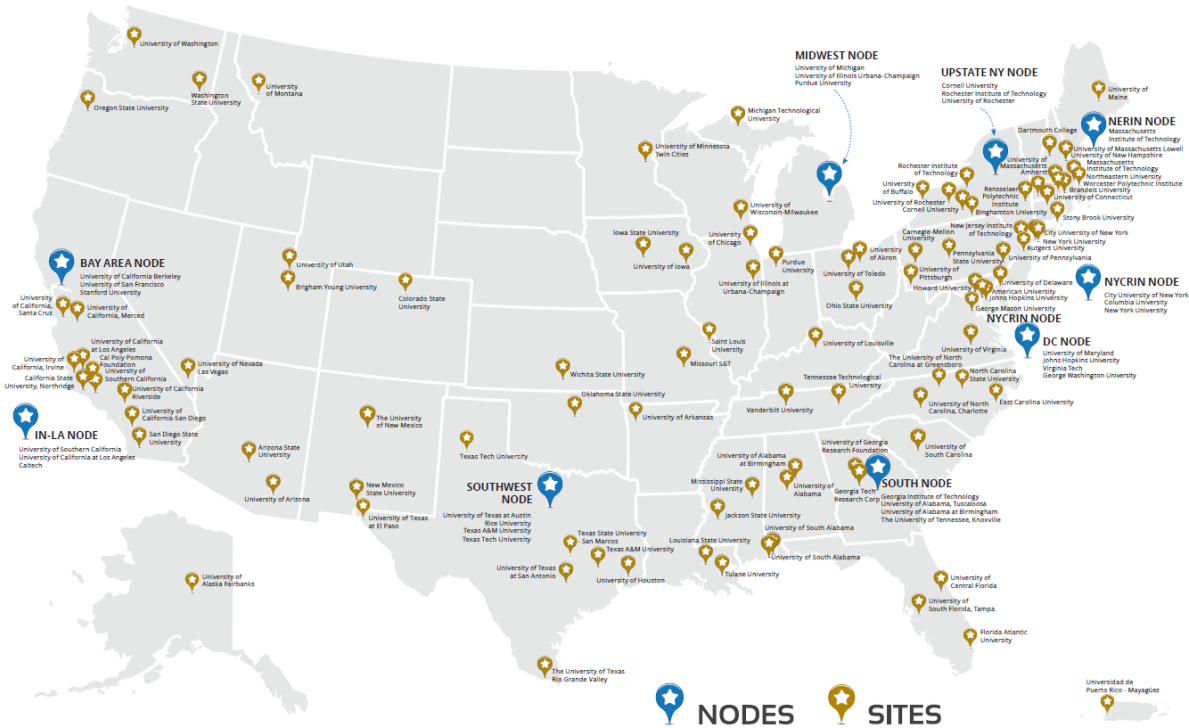 University of Washington
Washington
State University
University
of Montana
Oregon State University
MIDWEST NODE
University of Michigan
University of Illinois Urbana-Champaign
Purdue University
UPSTATE NY NODE
Cornell University
Rochester Institute of Technology
University of Rochester
University of
Maine
NERIN NODE
Massachusetts
Institute of Technology
Michigan Technological
University
University of Minnesota
Twin Cities
Dartmouth College
University of Massachusetts Lowell
University of New Hampshire
Massachusetts
Institute of Technology
Northeastern University
Worcester Polytechnic Institute
Brandeis University
University of Connecticut
University of
Massachusetts
Amherst
Rochester Institute
of Technology
University
of Buffalo
Rensselaer
Polytechnic
Institute
University of Rochester
Cornell University
Binghamton University
Stony Brook University
University of
Wisconsin-Milwaukee
University
of Chicago
Iowa State University
University of Iowa
Purdue
University
University of Illinois at
Urbana-Champaign
University of
Akron
University of Toledo
Ohio State University
Carnegie-Mellon
University
New Jersey Institute
of Technology
City University of New York
New York University
Rutgers University
Pennsylvania
State University
University of Pennsylvania
University of
Pittsburgh
Howard University
University of Delaware
American University
Johns Hopkins University
George Mason University
NYCRIN NODE
City University of New York
Columbia University
New York University
NYCRIN NODE
DC NODE
University of Maryland
Johns Hopkins University
Virginia Tech
George Washington University
BAY AREA NODE
University of California Berkeley
University of San Francisco
Stanford University
University
of California,
Santa Cruz
University of
California, Merced
University of Utah
Brigham Young University
Colorado State
University
University of California
at Los Angeles
Cal Poly Pomona
Foundation
University of
Southern California
University of
California, Irvine
California State
University, Northridge
University of California
Riverside
University of Nevada
Las Vegas
University of
California-San Diego
San Diego State
University
IN-LA NODE
University of Southern California
University of California at Los Angeles
Caltech
Saint Louis
University
Missouri S&T
University of Louisville
University of Virginia
The University of North
Carolina at Greensboro
North Carolina
State University
East Carolina University
University of North
Carolina, Charlotte
Wichita State University
Oklahoma State University
University of Arkansas
Tennessee Technological
University
Vanderbilt University
The University
of New Mexico
Arizona State
University
University of Arizona
Texas Tech University
New Mexico
State University
University of Texas
at El Paso
SOUTHWEST
NODE
University of Texas at Austin
Rice University
Texas A&M University
Texas Tech University
University of
South Carolina
University of Georgia
Research Foundation
Georgia Tech
Research Corp
University of Alabama
at Birmingham
University of
Alabama
Mississippi State
University
Jackson State University
SOUTH NODE
Georgia Institute of Technology
University of Alabama, Tuscaloosa
University of Alabama at Birmingham
The University of Tennessee, Knoxville
Texas State University
San Marcos
Texas A&M University
University of Texas
at San Antonio
University of Houston
Louisiana State University
University of South Alabama
University of South Alabama
Tulane University
University of
Alaska Fairbanks
University of
Central Florida
University of
South Florida, Tampa
Florida Atlantic
University
The University of Texas
Rio Grande Valley
Universidad de
Puerto Rico - Mayagüez
NODES
SITES